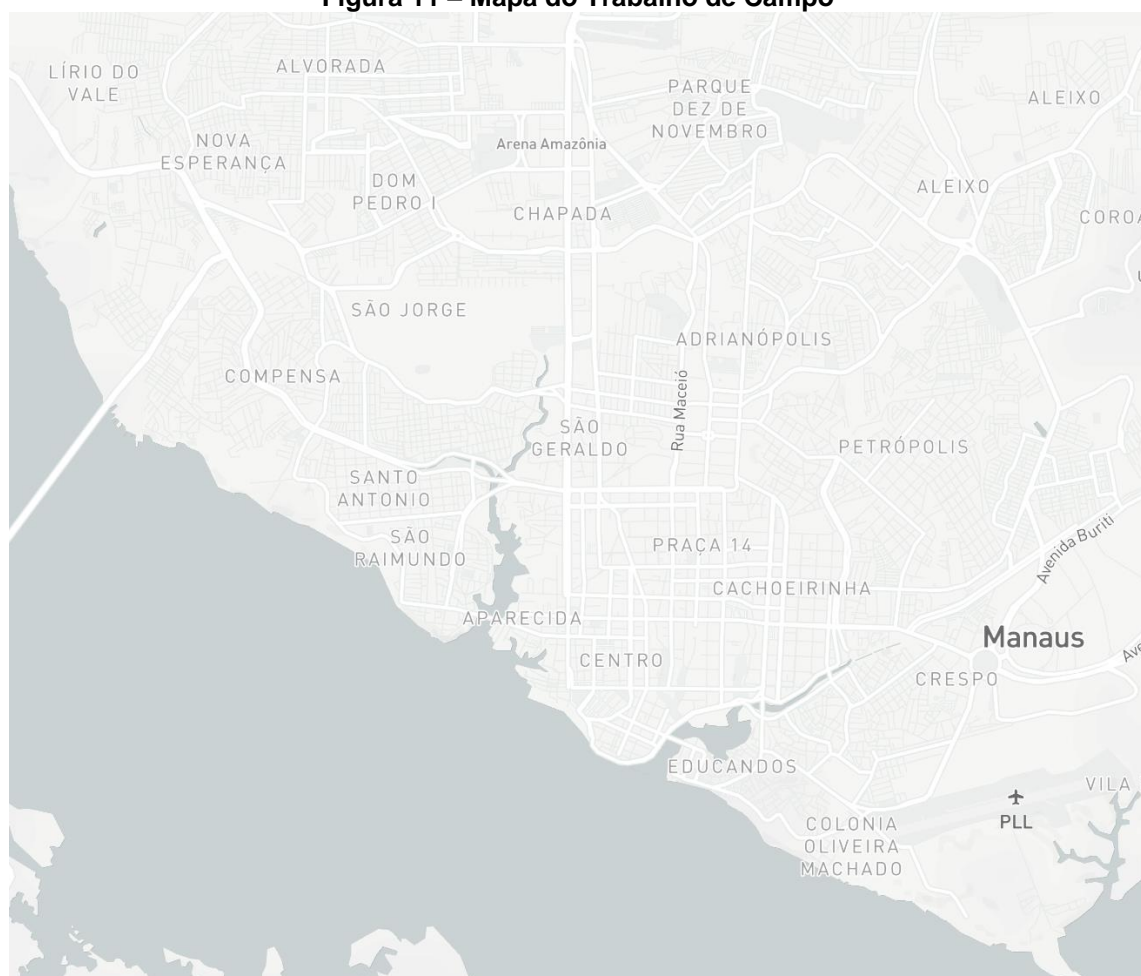 Figura 11 – Mapa do Trabalho de Campo
LÍRIO DO
VALE
ALVORADA
PARQUE
DEZ DE
NOVEMBRO
ALEIXO
NOVA
ESPERANÇA
Arena Amazônia
DOM
PEDRO I
CHAPADA
ALEIXO
COROA
SÃO JORGE
ADRIANÓPOLIS
COMPENSA
Rua Maceió
SÃO
GERALDO
PETRÓPOLIS
SANTO
ANTONIO
SÃO
RAIMUNDO
PRAÇA 14
Avenida Buriti
CACHOEIRINHA
APARECIDA
Manaus
CENTRO
Ave
CRESPO
EDUCANDOS
VILA
PLL
COLONIA
OLIVEIRA
MACHADO